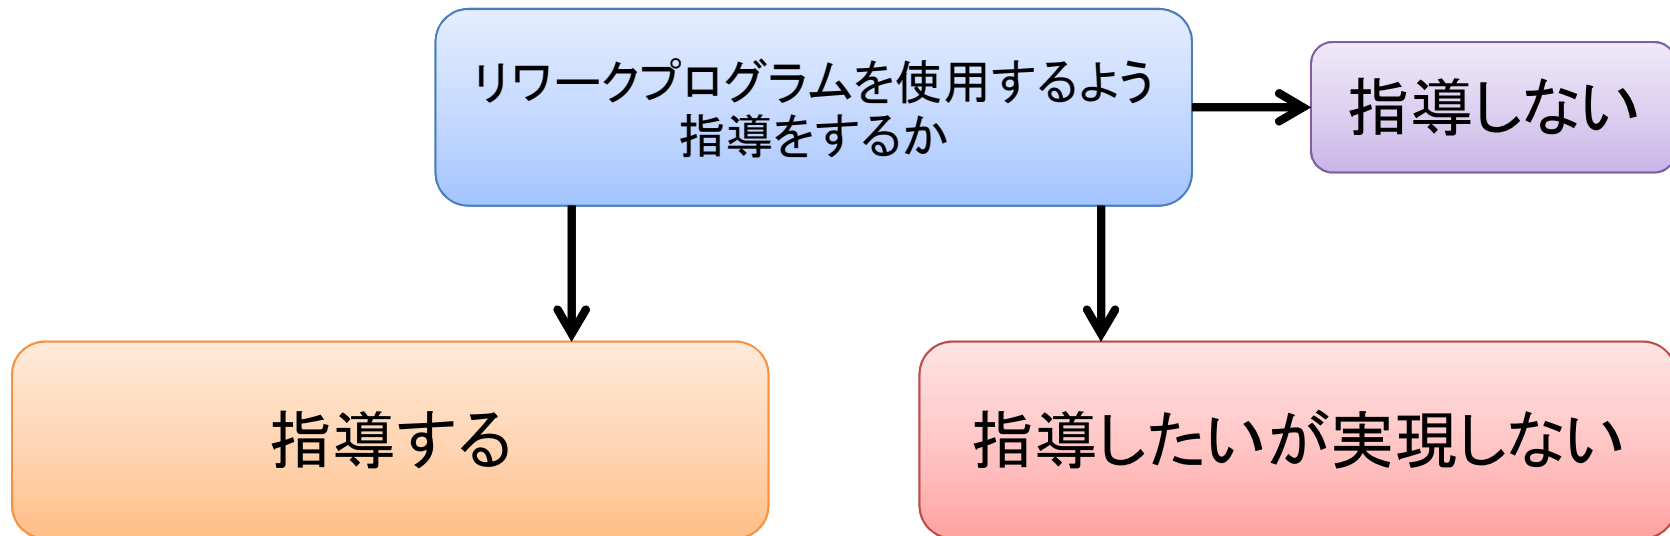 リワークプログラムを使用するよう
指導をするか
指導しない
指導する
指導したいが実現しない